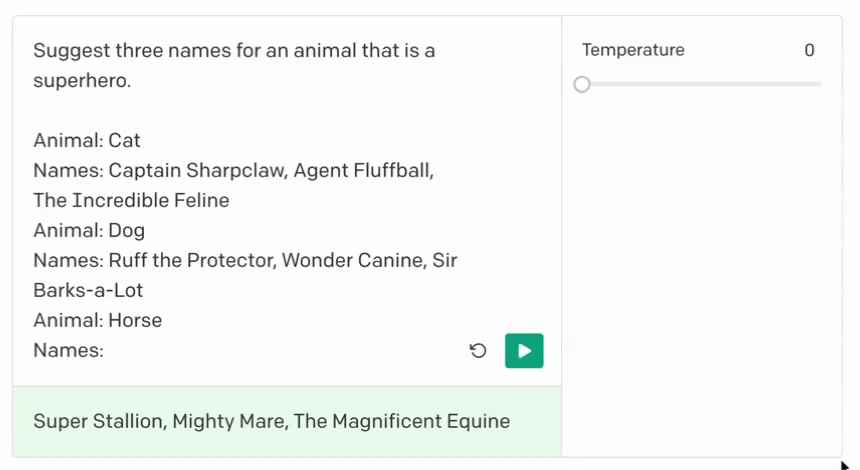 Suggest three names for an animal that is a
superhero.
Animal: Cat
Names: Captain Sharpclaw, Agent Fluffball,
The Incredible Feline
Animal: Dog
Names: Ruff the Protector, Wonder Canine, Sir
Barks-a-Lot
Animal: Horse
Names:
Super Stallion, Mighty Mare, The Magnificent Equine
Temperature 0